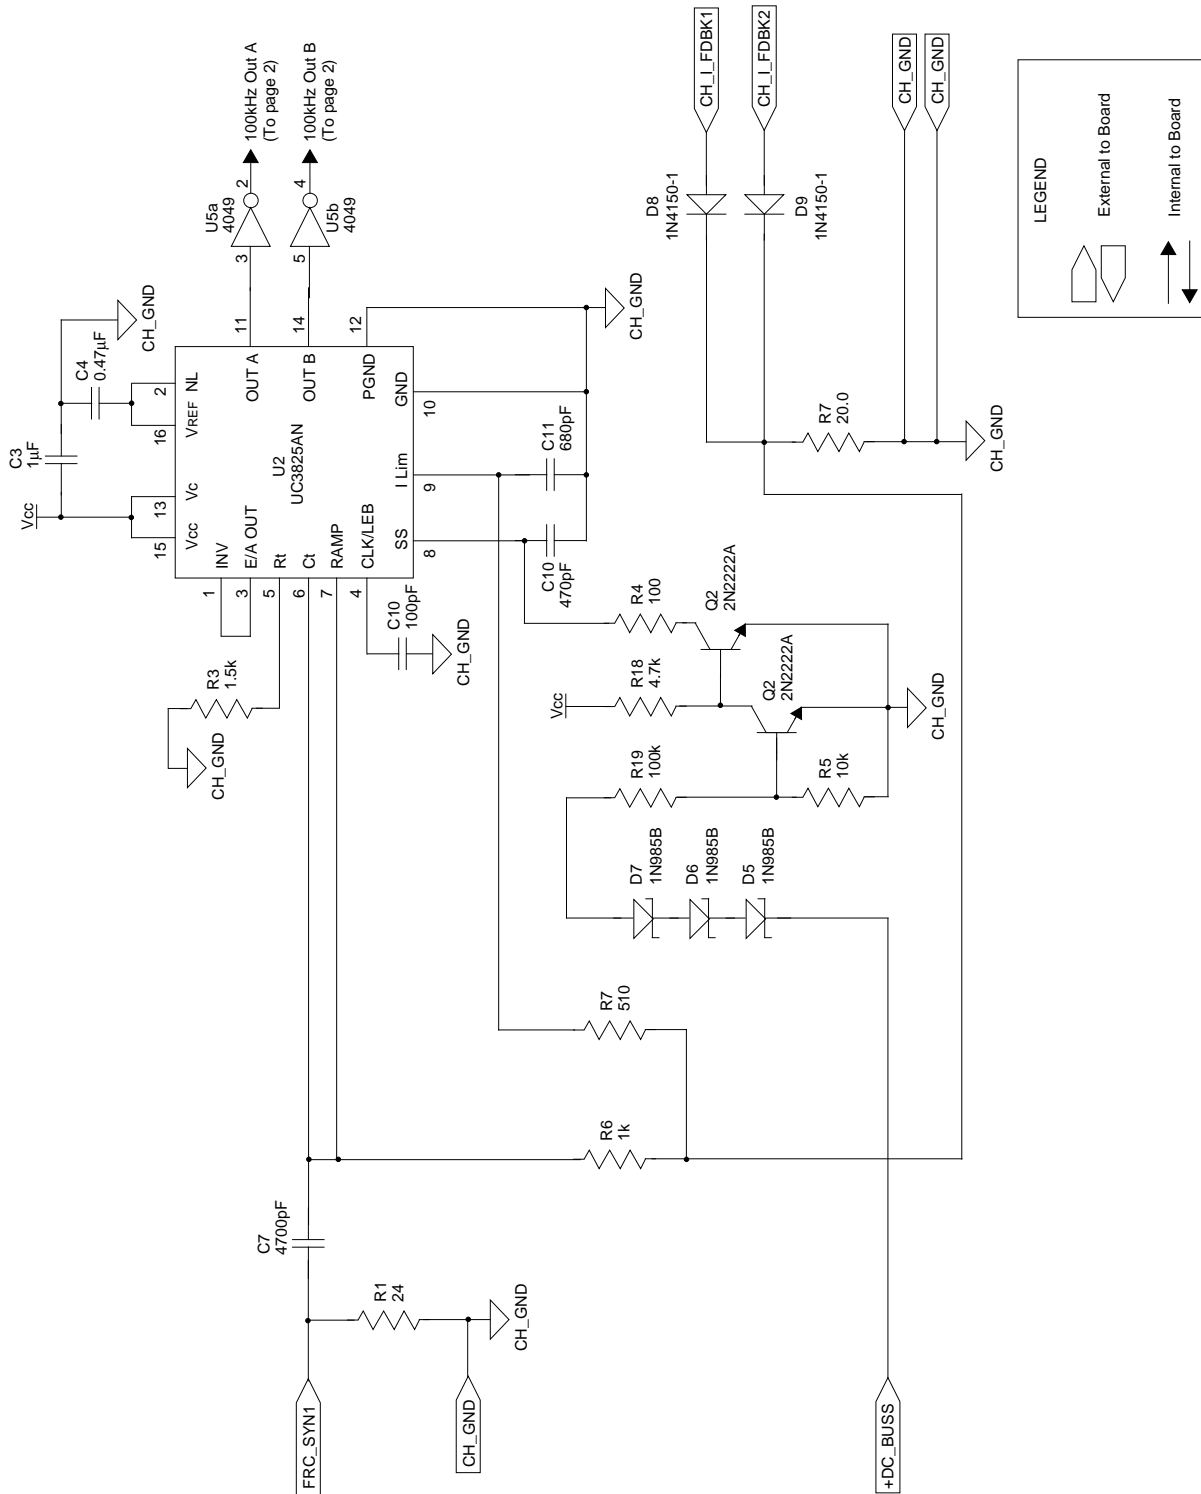 FRC_SYN1
CH_GND
+DC_BUSS
R1
24
CH_GND
C7
4700pF
R6
1k
R7
510
CH_GND
R3
1.5k
D7
1N985B
D6
1N985B
D5
1N985B
R19
100k
R5
10k
Vcc
R18
4.7k
Q2
2N2222A
CH_GND
R4
100
Q2
2N2222A
C10
100pF
CH_GND
C10
470pF
C11
680pF
CH_GND
Vcc
C3
1µF
C4
0.47µF
CH_GND
U2
UC3825AN
15
Vcc
13
Vc
16
VREF
2
NL
1
INV
3
E/A OUT
5
Rt
6
Ct
7
RAMP
4
CLK/LEB
8
SS
9
I Lim
10
GND
12
PGND
14
OUT B
11
OUT A
3
U5a
4049
2
100kHz Out A
(To page 2)
5
U5b
4049
4
100kHz Out B
(To page 2)
D8
1N4150-1
CH_I_FDBK1
D9
1N4150-1
CH_I_FDBK2
R7
20.0
CH_GND
CH_GND
CH_GND
LEGEND
External to Board
Internal to Board